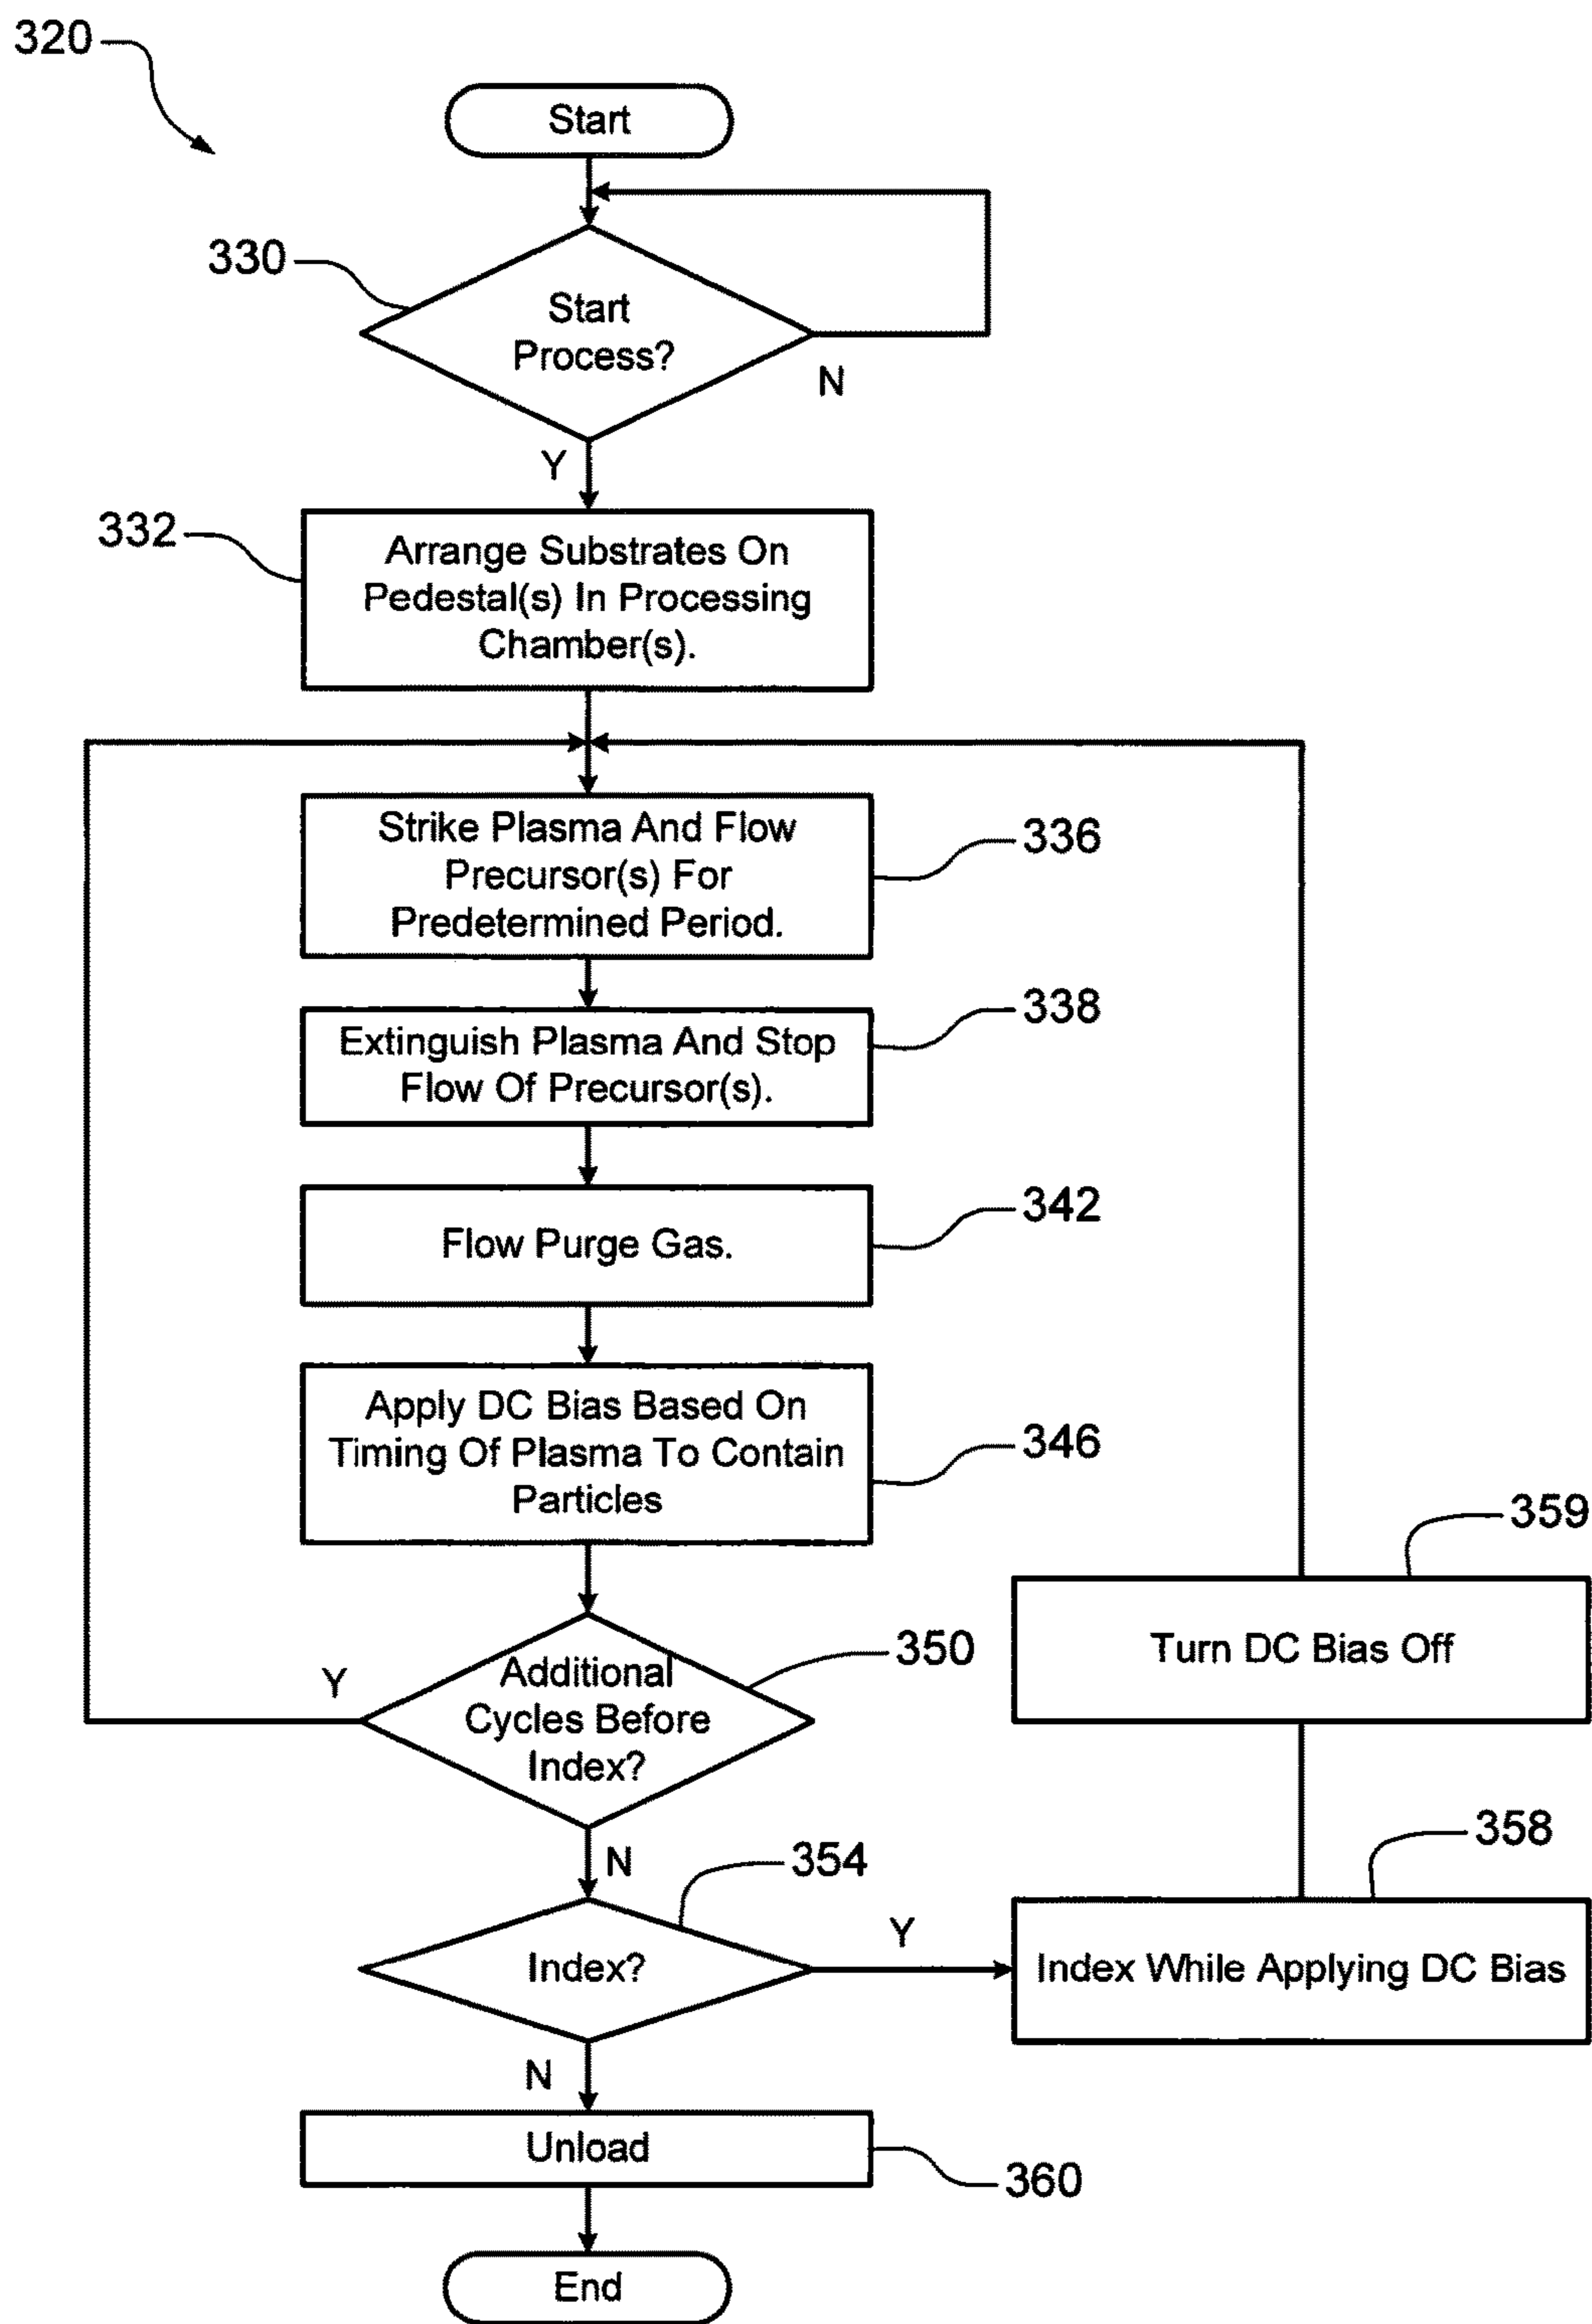 320
Start
330
Start
Process?
N
Y
332
Arrange Substrates On
Pedestal(s) In Processing
Chamber(s).
Strike Plasma And Flow
Precursor(s) For
Predetermined Period.
336
Extinguish Plasma And Stop
Flow Of Precursor(s).
338
Flow Purge Gas.
342
Apply DC Bias Based On
Timing Of Plasma To Contain
Particles
346
359
Turn DC Bias Off
Y
Additional
Cycles Before
Index?
350
N
354
358
Index?
Y
Index While Applying DC Bias
N
Unload
360
End